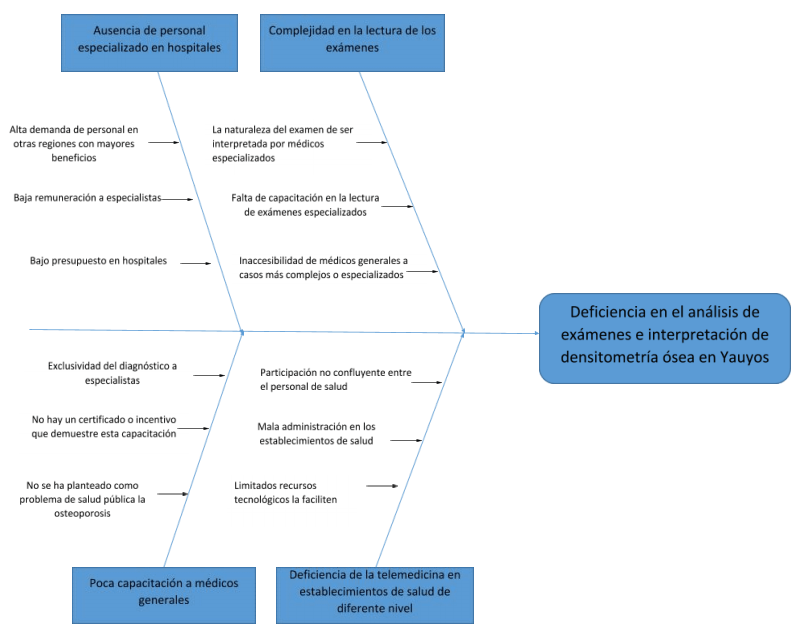 Ausencia de personal
especializado en hospitales
Complejidad en la lectura de los
exámenes
Alta demanda de personal en
otras regiones con mayores
beneficios
Baja remuneración a especialistas
Bajo presupuesto en hospitales
La naturaleza del examen de ser
interpretada por médicos
especializados
Falta de capacitación en la lectura
de exámenes especializados
Inaccesibilidad de médicos generales a
casos más complejos o especializados
Deficiencia en el análisis de
exámenes e interpretación de
densitometría ósea en Yauyos
Exclusividad del diagnóstico a
especialistas
No hay un certificado o incentivo
que demuestre esta capacitación
No se ha planteado como
problema de salud pública la
osteoporosis
Participación no confluyente entre
el personal de salud
Mala administración en los
establecimientos de salud
Limitados recursos
tecnológicos la faciliten
Poca capacitación a médicos
generales
Deficiencia de la telemedicina en
establecimientos de salud de
diferente nivel